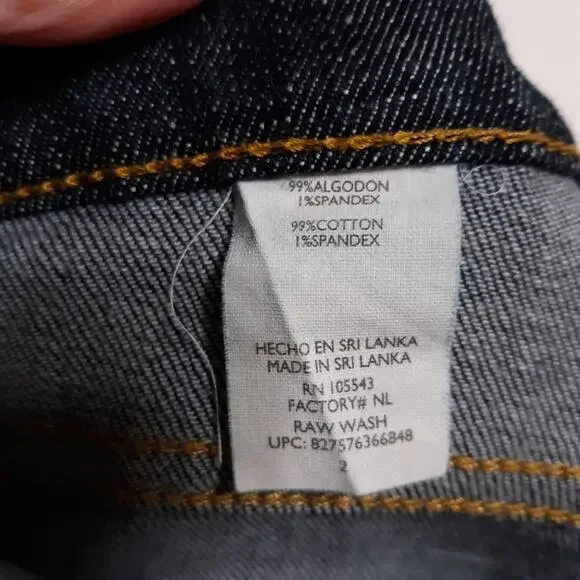 99%ALGODON
1%SPANDEX
99%COTTON
1%SPANDEX
HECHO EN SRI LANKA
MADE IN SRI LANKA
RN 105543
FACTORY# NL
RAW WASH
UPC: 827576366848
2